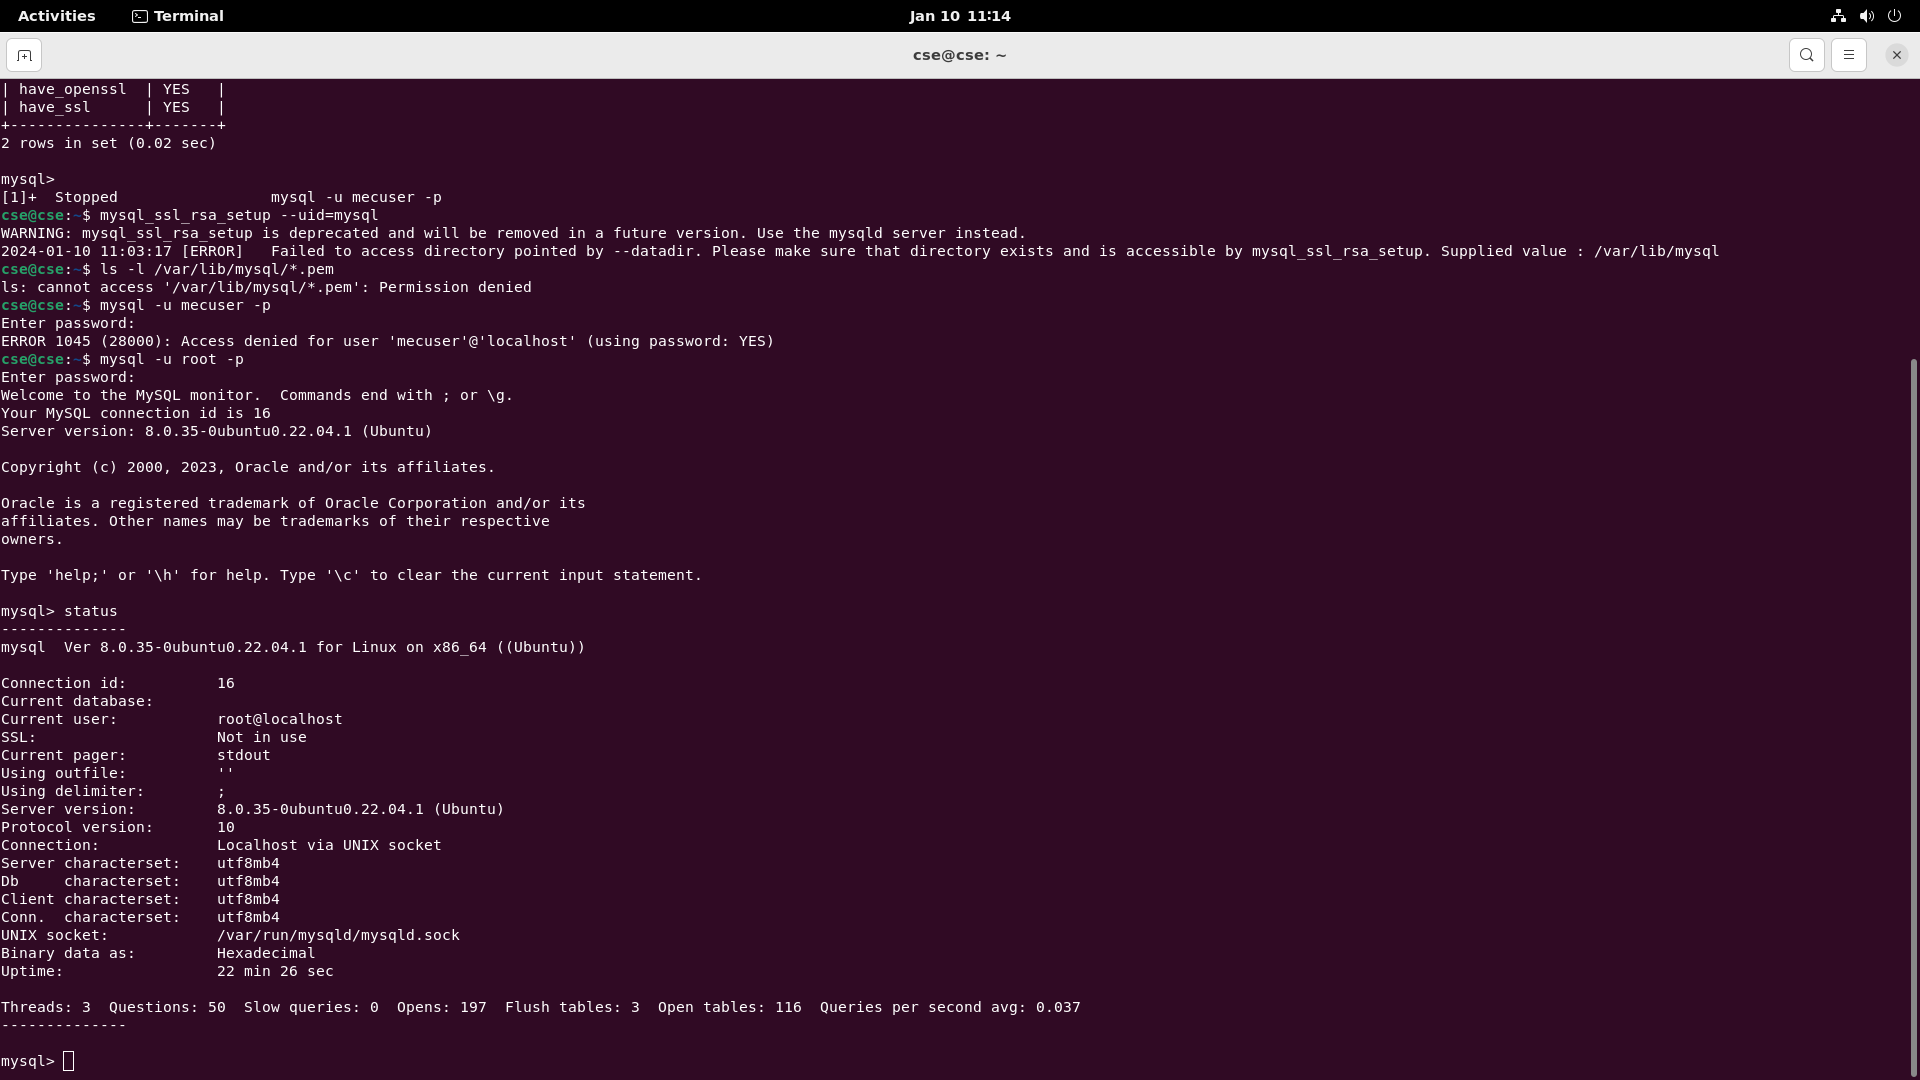 Activities
Terminal
Jan 10 11:14
cse@cse: ~
| have_openssl  | YES   |
| have_ssl      | YES   |
+---------------+-------+
2 rows in set (0.02 sec)
mysql>
[1]+  Stopped                 mysql -u mecuser -p
cse@cse:~$ mysql_ssl_rsa_setup --uid=mysql
WARNING: mysql_ssl_rsa_setup is deprecated and will be removed in a future version. Use the mysqld server instead.
2024-01-10 11:03:17 [ERROR]   Failed to access directory pointed by --datadir. Please make sure that directory exists and is accessible by mysql_ssl_rsa_setup. Supplied value : /var/lib/mysql
cse@cse:~$ ls -l /var/lib/mysql/*.pem
ls: cannot access '/var/lib/mysql/*.pem': Permission denied
cse@cse:~$ mysql -u mecuser -p
Enter password:
ERROR 1045 (28000): Access denied for user 'mecuser'@'localhost' (using password: YES)
cse@cse:~$ mysql -u root -p
Enter password:
Welcome to the MySQL monitor.  Commands end with ; or \g.
Your MySQL connection id is 16
Server version: 8.0.35-0ubuntu0.22.04.1 (Ubuntu)
Copyright (c) 2000, 2023, Oracle and/or its affiliates.
Oracle is a registered trademark of Oracle Corporation and/or its
affiliates. Other names may be trademarks of their respective
owners.
Type 'help;' or '\h' for help. Type '\c' to clear the current input statement.
mysql> status
--------------
mysql  Ver 8.0.35-0ubuntu0.22.04.1 for Linux on x86_64 ((Ubuntu))
Connection id:          16
Current database:
Current user:           root@localhost
SSL:                    Not in use
Current pager:          stdout
Using outfile:          ''
Using delimiter:        ;
Server version:         8.0.35-0ubuntu0.22.04.1 (Ubuntu)
Protocol version:       10
Connection:             Localhost via UNIX socket
Server characterset:    utf8mb4
Db     characterset:    utf8mb4
Client characterset:    utf8mb4
Conn.  characterset:    utf8mb4
UNIX socket:            /var/run/mysqld/mysqld.sock
Binary data as:         Hexadecimal
Uptime:                 22 min 26 sec
Threads: 3  Questions: 50  Slow queries: 0  Opens: 197  Flush tables: 3  Open tables: 116  Queries per second avg: 0.037
--------------
mysql>